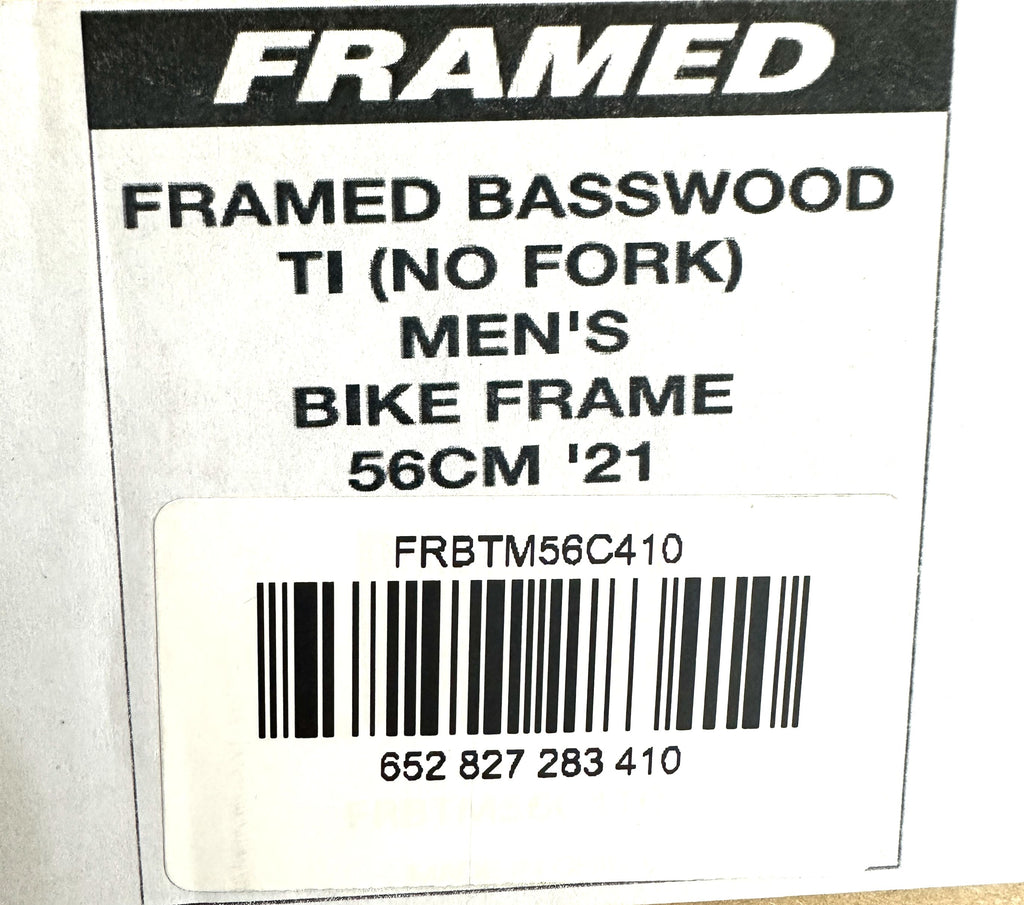 FRAMED
FRAMED BASSWOOD
TI (NO FORK)
MEN'S
BIKE FRAME
56CM '21
FRBTM56C410
652 827 283 410